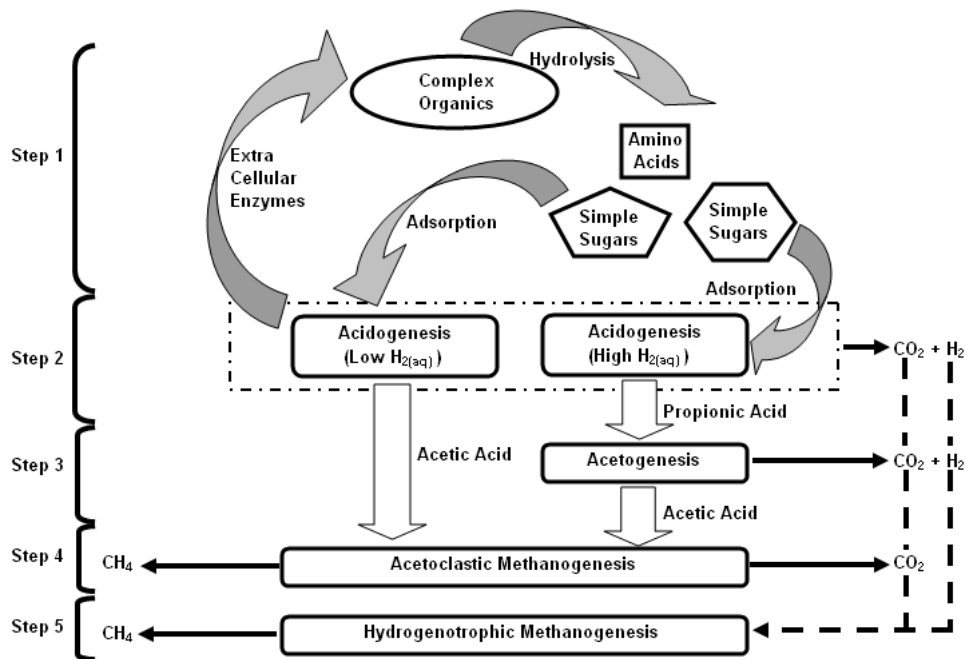 Hydrolysis
Complex
Organics
Step 1
Amino
Acids
Extra
Cellular
Enzymes
Adsorption
Simple
Sugars
Simple
Sugars
Adsorption
Step 2
Acidogenesis
(Low H2(aq) )
Acidogenesis
(High H2(aq) )
CO2 + H2
Propionic Acid
Step 3
Acetic Acid
Acetogenesis
CO2 + H2
Acetic Acid
Step 4
CH4
Acetoclastic Methanogenesis
CO2
Step 5
CH4
Hydrogenotrophic Methanogenesis